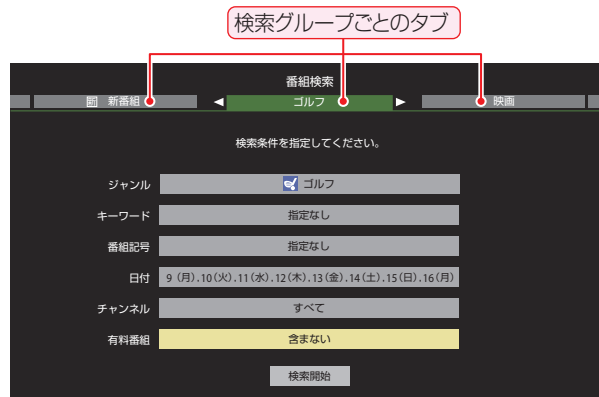 検索グループごとのタブ
番組検索
新 新番組 ◀ ゴルフ ▶ 映画
検索条件を指定してください。
ジャンル ゴルフ
キーワード 指定なし
番組記号 指定なし
日付 9 (月).10(火).11(水).12(木).13(金).14(土).15(日).16(月)
チャンネル すべて
有料番組 含まない
検索開始